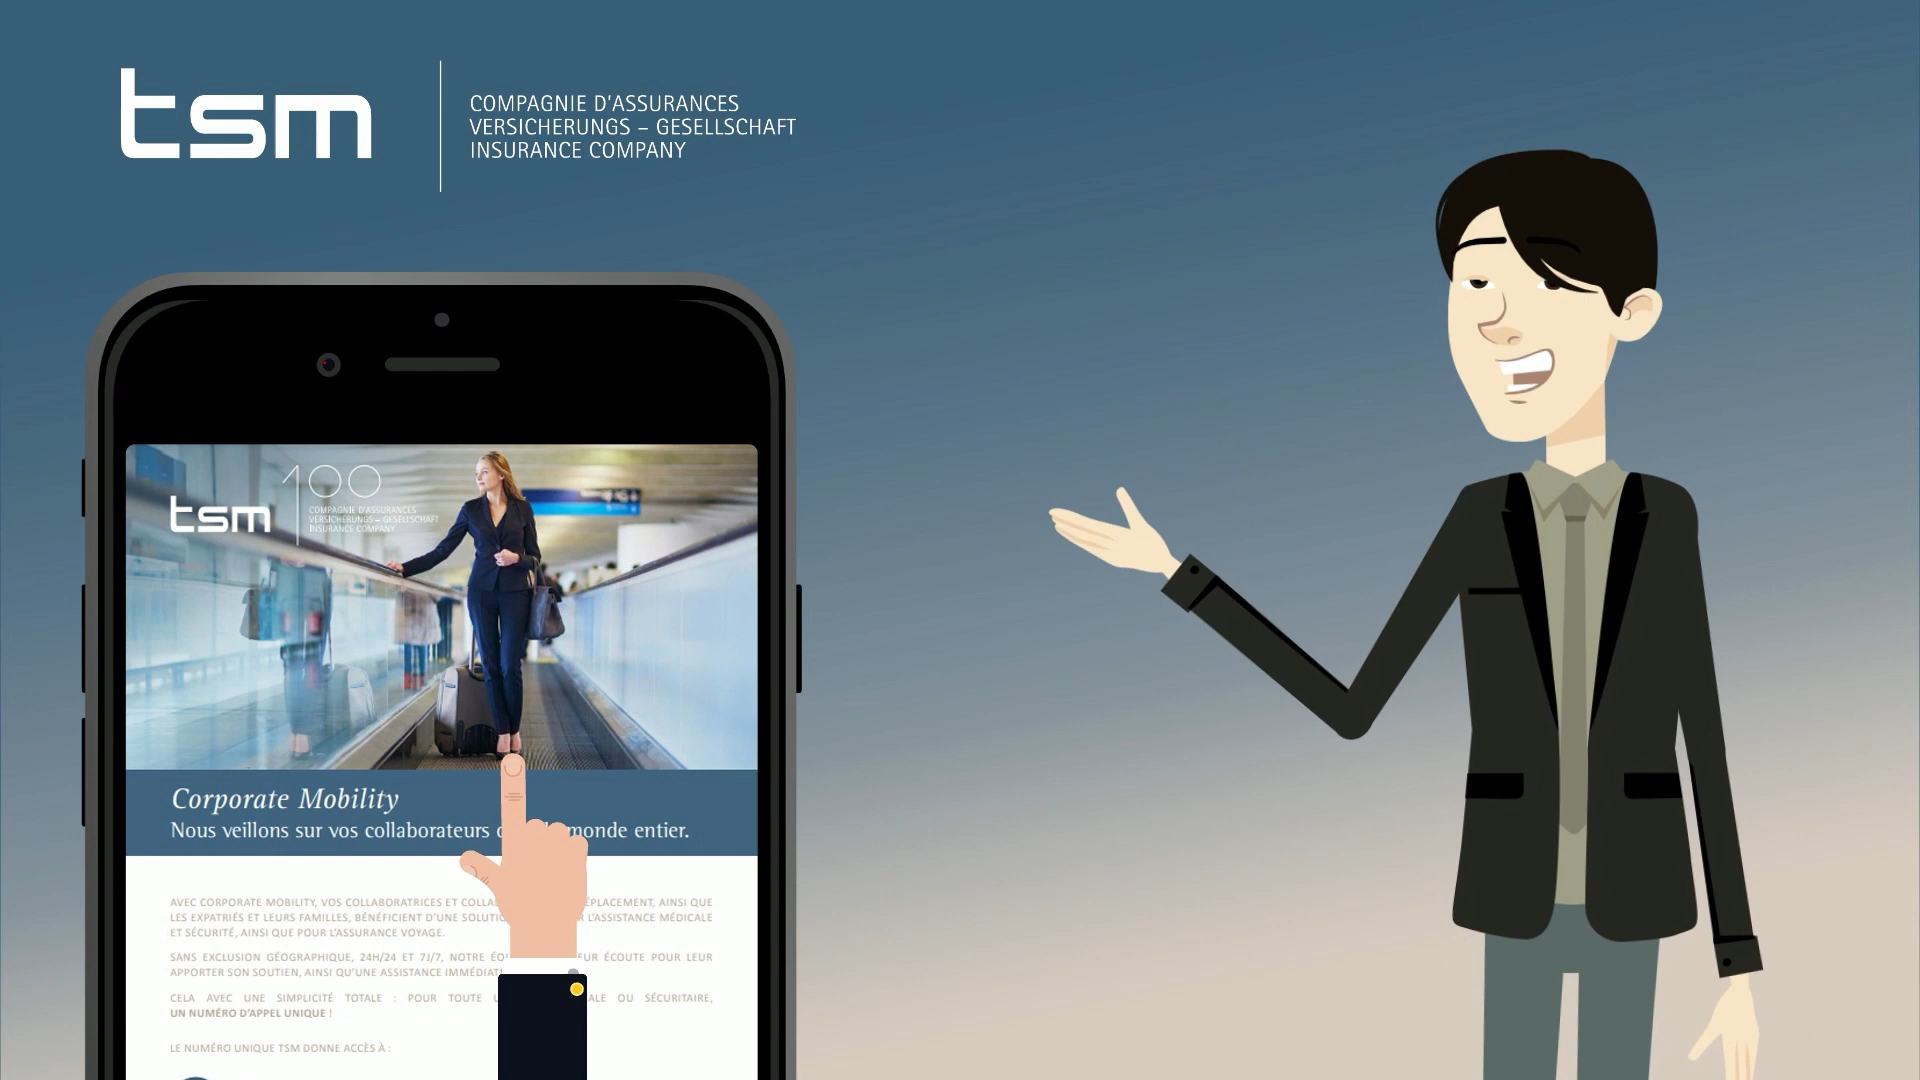 tsm
COMPAGNIE D'ASSURANCES
VERSICHERUNGS – GESELLSCHAFT
INSURANCE COMPANY
100
tsm
COMPAGNIE D'ASSURANCES
VERSICHERUNGS – GESELLSCHAFT
INSURANCE COMPANY
Corporate Mobility
Nous veillons sur vos collaborateurs monde entier.
AVEC CORPORATE MOBILITY, VOS COLLABORATRICES ET COLLA ÉPLACEMENT, AINSI QUE
LES EXPATRIÉS ET LEURS FAMILLES, BÉNÉFICIENT D'UNE SOLUTIO R L'ASSISTANCE MÉDICALE
ET SÉCURITÉ, AINSI QUE POUR L'ASSURANCE VOYAGE.
SANS EXCLUSION GÉOGRAPHIQUE, 24H/24 ET 7J/7, NOTRE ÉQ EUR ÉCOUTE POUR LEUR
APPORTER SON SOUTIEN, AINSI QU'UNE ASSISTANCE IMMÉDIAT
CELA AVEC UNE SIMPLICITÉ TOTALE : POUR TOUTE U ALE OU SÉCURITAIRE,
UN NUMÉRO D'APPEL UNIQUE !
LE NUMÉRO UNIQUE TSM DONNE ACCÈS À :